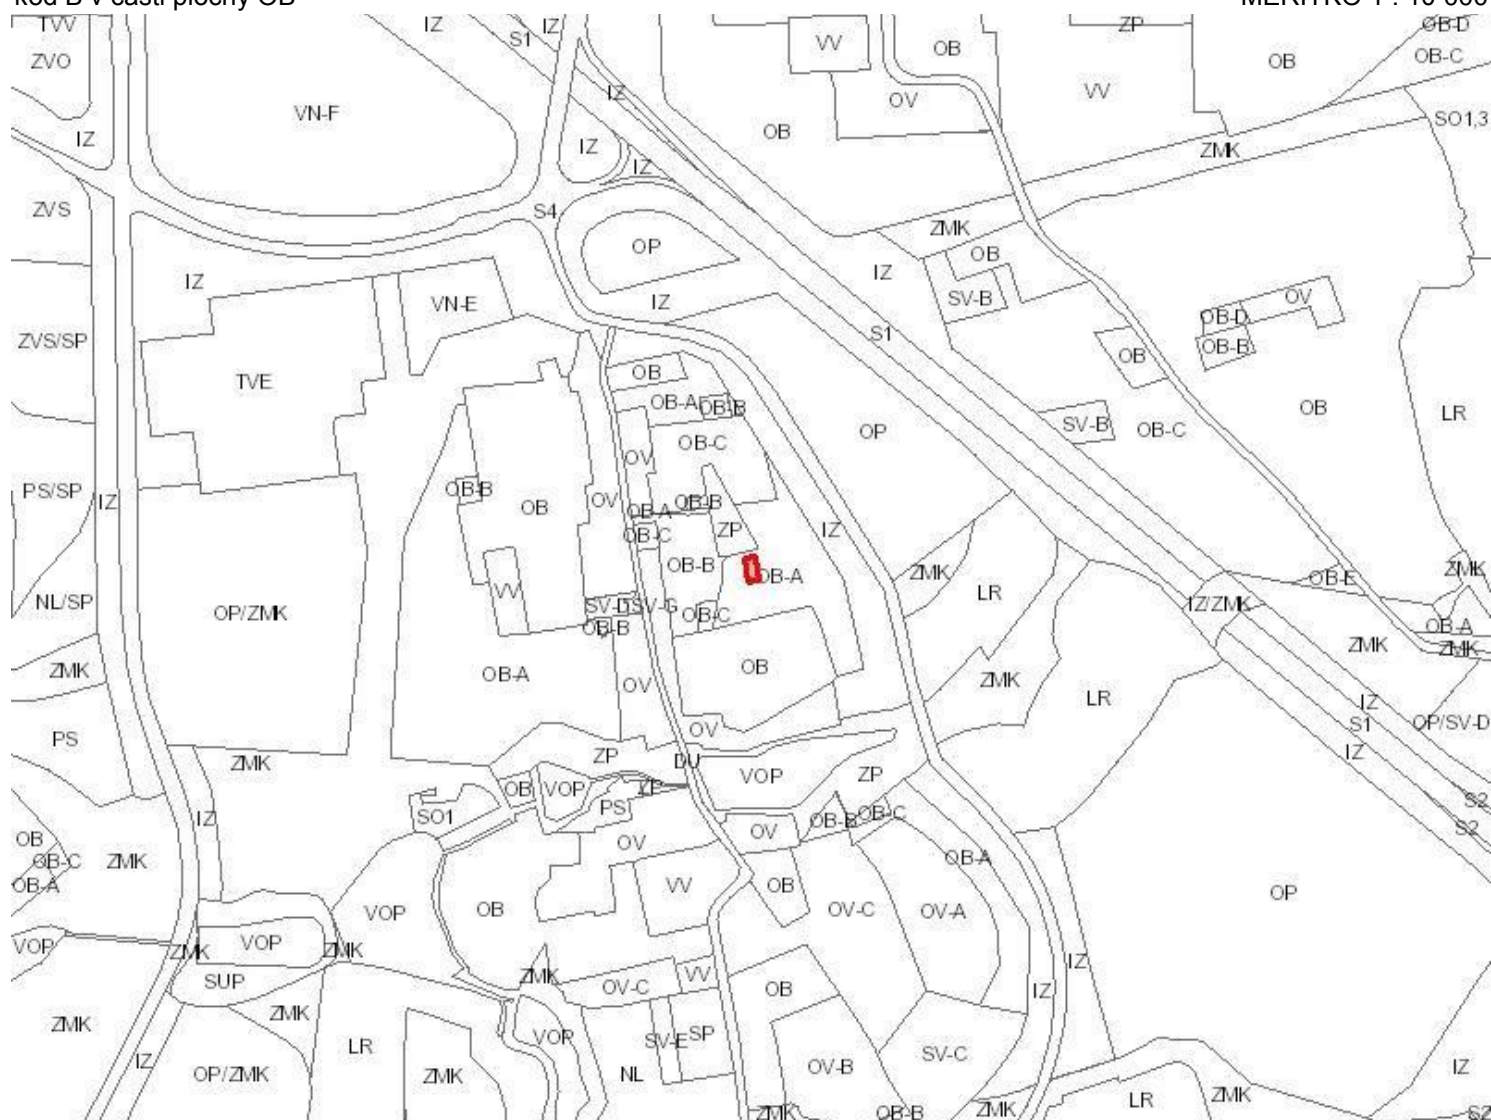 kód B v části plochy OB
MĚŘÍTKO 1 : 10 000
TVV
IZ
S1
IZ
ZP
OB-D
ZVO
VV
OB
OB
OB-C
VN-F
IZ
OV
VV
IZ
IZ
OB
SO1,3
IZ
ZMK
ZVS
S4
OP
ZMK
IZ
IZ
OB
VN-E
IZ
SV-B
OV
ZVS/SP
S1
OB-D
OB-B
TVE
OB
OB
OB-A
OB-B
OB
LR
OB-C
OP
SV-B
OB-C
OV
PS/SP
IZ
OB-B
OB
OV
OB-B
OB-A
OB-C
ZP
IZ
OB-B
OB-A
ZMK
LR
OB-E
ZMK
NL/SP
OP/ZMK
VV
SV-D
SV-G
OB-C
OB-B
IZ/ZMK
OB-A
ZMK
ZMK
ZMK
OB-A
OB
ZMK
OV
LR
IZ
S1
OP/SV-D
PS
OV
IZ
ZMK
ZP
DU
VOP
ZP
OB
VOP
ZP
PS
SO1
S2
S2
IZ
OB
OB-C
OB-A
ZMK
OV
OV
OB-B
OB-C
OB-A
VV
OB
OP
VOP
OB
OV-C
OV-A
VOP
ZMK
VOP
ZMK
SUP
ZMK
OV-C
VV
OB
IZ
IZ
ZMK
ZMK
LR
VOP
SV-E
SP
SV-C
IZ
OP/ZMK
ZMK
NL
OV-B
IZ
LR
ZMK
ZMK
OB-B
ZMK
S2